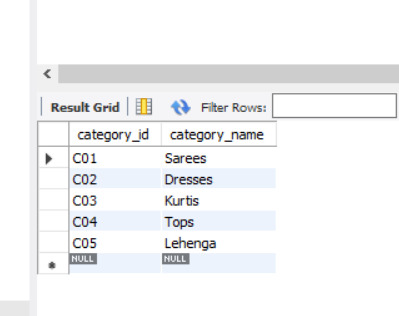 Result Grid Filter Rows:
category_id category_name
C01 Sarees
C02 Dresses
C03 Kurtis
C04 Tops
C05 Lehenga
NULL NULL